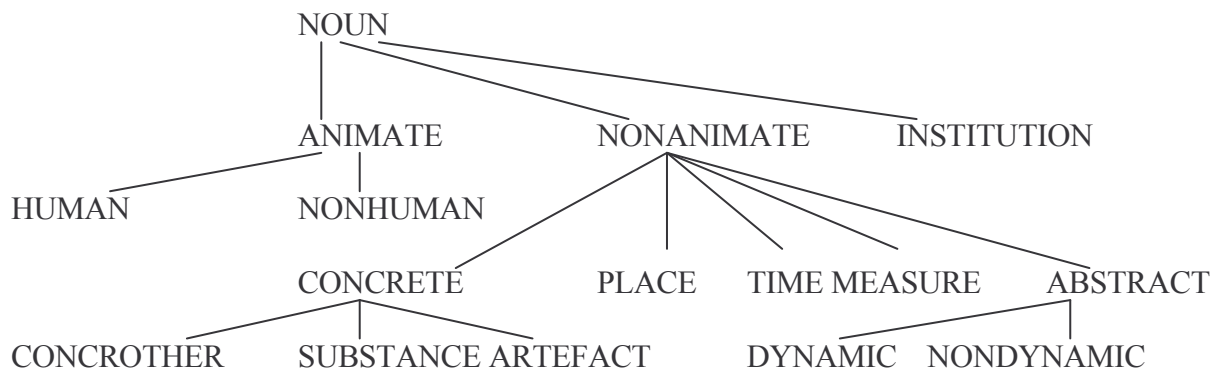 NOUN
ANIMATE NONANIMATE INSTITUTION
HUMAN NONHUMAN
CONCRETE PLACE TIME MEASURE ABSTRACT
CONCROTHER SUBSTANCE ARTEFACT DYNAMIC NONDYNAMIC